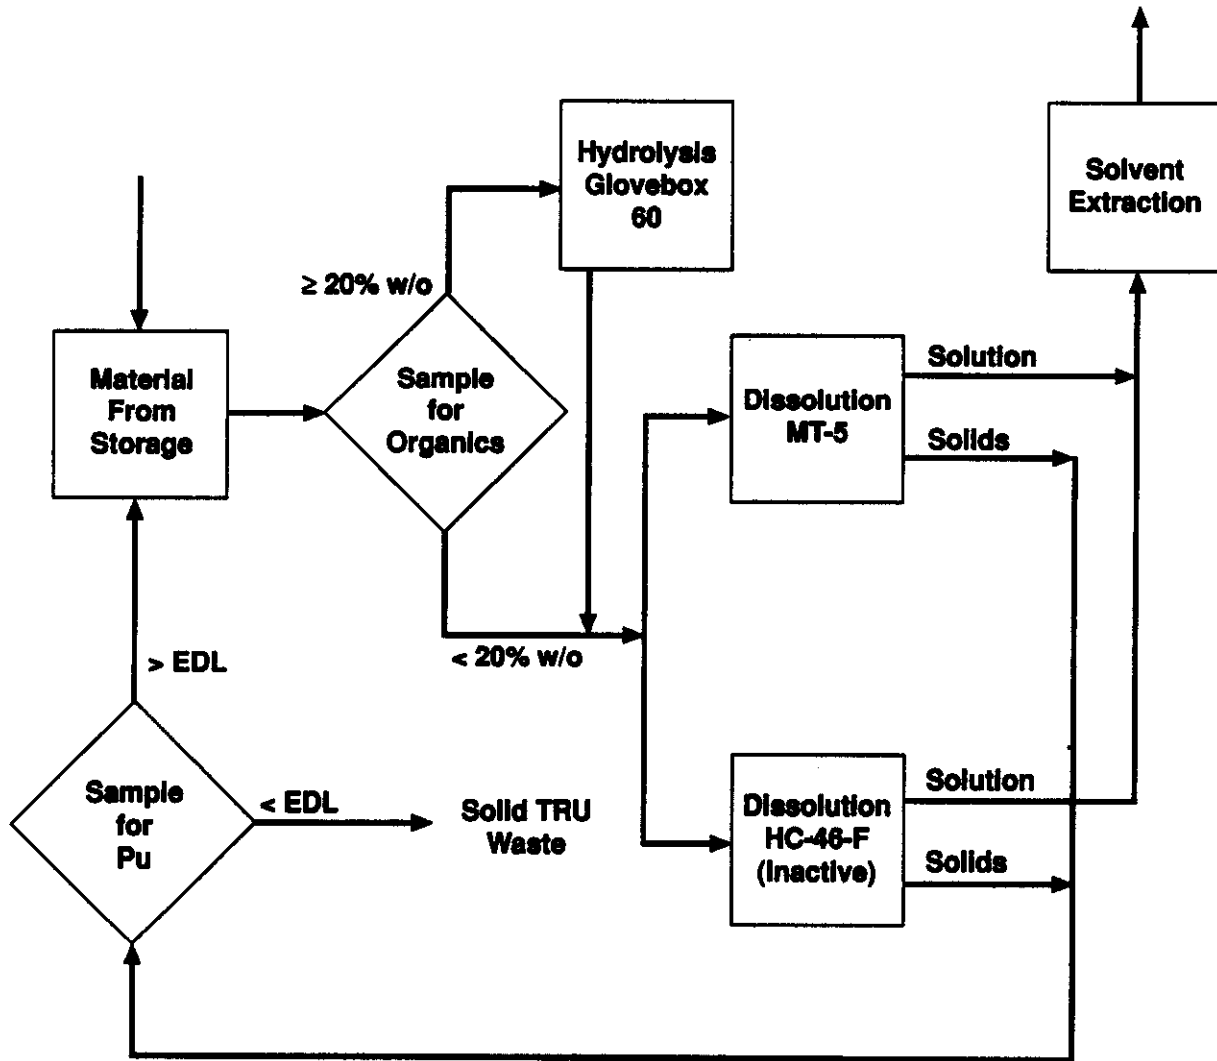 Hydrolysis
Glovebox
60
Solvent
Extraction
≥ 20% w/o
Material
From
Storage
Sample
for
Organics
Dissolution
MT-5
Solution
Solids
< 20% w/o
> EDL
Sample
for
Pu
< EDL
Solid TRU
Waste
Dissolution
HC-46-F
(Inactive)
Solution
Solids